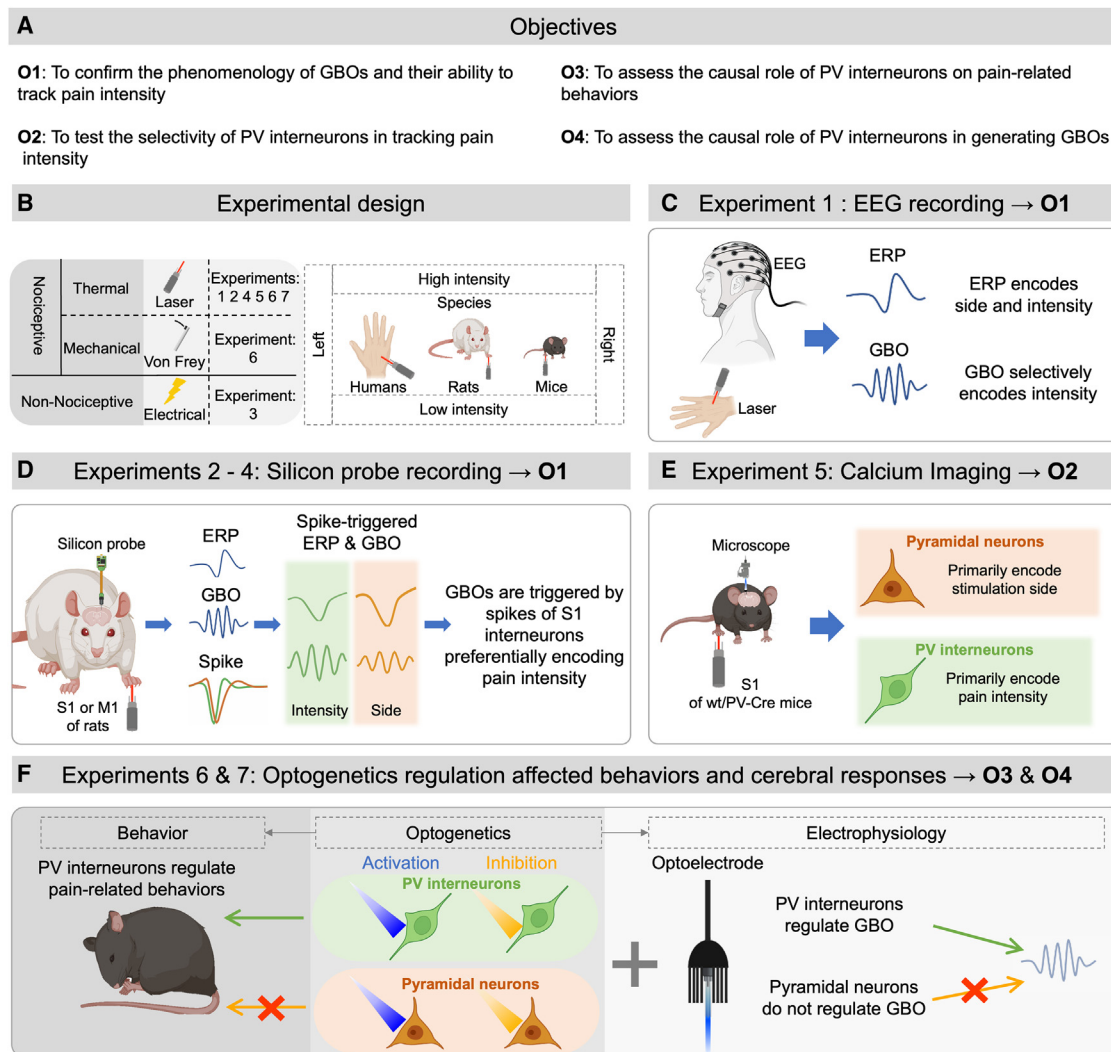 A
Objectives
O1: To confirm the phenomenology of GBOs and their ability to
track pain intensity
O2: To test the selectivity of PV interneurons in tracking pain
intensity
O3: To assess the causal role of PV interneurons on pain-related
behaviors
O4: To assess the causal role of PV interneurons in generating GBOs
B
Experimental design
Nociceptive
Thermal
Laser
Experiments:
1 2 4 5 6 7
Mechanical
Von Frey
Experiment:
6
Non-Nociceptive
Electrical
Experiment:
3
High intensity
Species
Left
Right
Humans
Rats
Mice
Low intensity
C
Experiment 1 : EEG recording → O1
EEG
Laser
ERP
ERP encodes
side and intensity
GBO
GBO selectively
encodes intensity
D
Experiments 2 - 4: Silicon probe recording → O1
Silicon probe
S1 or M1
of rats
ERP
GBO
Spike
Spike-triggered
ERP & GBO
Intensity
Side
GBOs are triggered by
spikes of S1
interneurons
preferentially encoding
pain intensity
E
Experiment 5: Calcium Imaging → O2
Microscope
S1
of wt/PV-Cre mice
Pyramidal neurons
Primarily encode
stimulation side
PV interneurons
Primarily encode
pain intensity
F
Experiments 6 & 7: Optogenetics regulation affected behaviors and cerebral responses → O3 & O4
Behavior
PV interneurons regulate
pain-related behaviors
Optogenetics
Activation
Inhibition
PV interneurons
Pyramidal neurons
Electrophysiology
Optoelectrode
PV interneurons
regulate GBO
Pyramidal neurons
do not regulate GBO